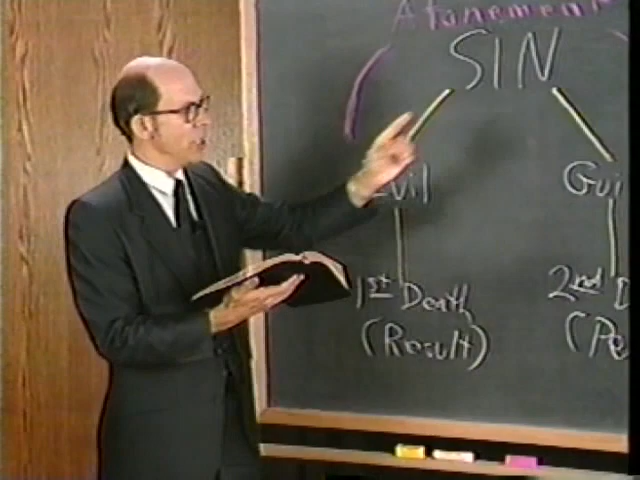 Atonement
SIN
Evil Gui
1st Death 2nd D
(Result) (Pe